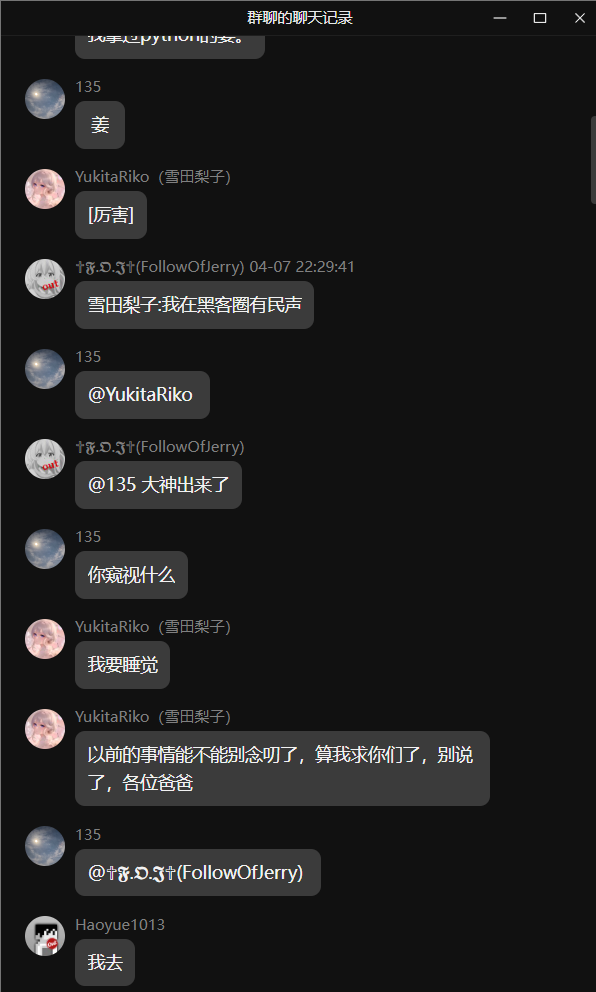 群聊的聊天记录
我拿过python的姜。
135
姜
YukitaRiko（雪田梨子）
[厉害]
✞𝕱.𝕺.𝕵✞(FollowOfJerry) 04-07 22:29:41
雪田梨子:我在黑客圈有民声
135
@YukitaRiko
✞𝕱.𝕺.𝕵✞(FollowOfJerry)
@135 大神出来了
135
你窥视什么
YukitaRiko（雪田梨子）
我要睡觉
YukitaRiko（雪田梨子）
以前的事情能不能别念叨了，算我求你们了，别说
了，各位爸爸
135
@✞𝕱.𝕺.𝕵✞(FollowOfJerry)
Haoyue1013
我去
out
out